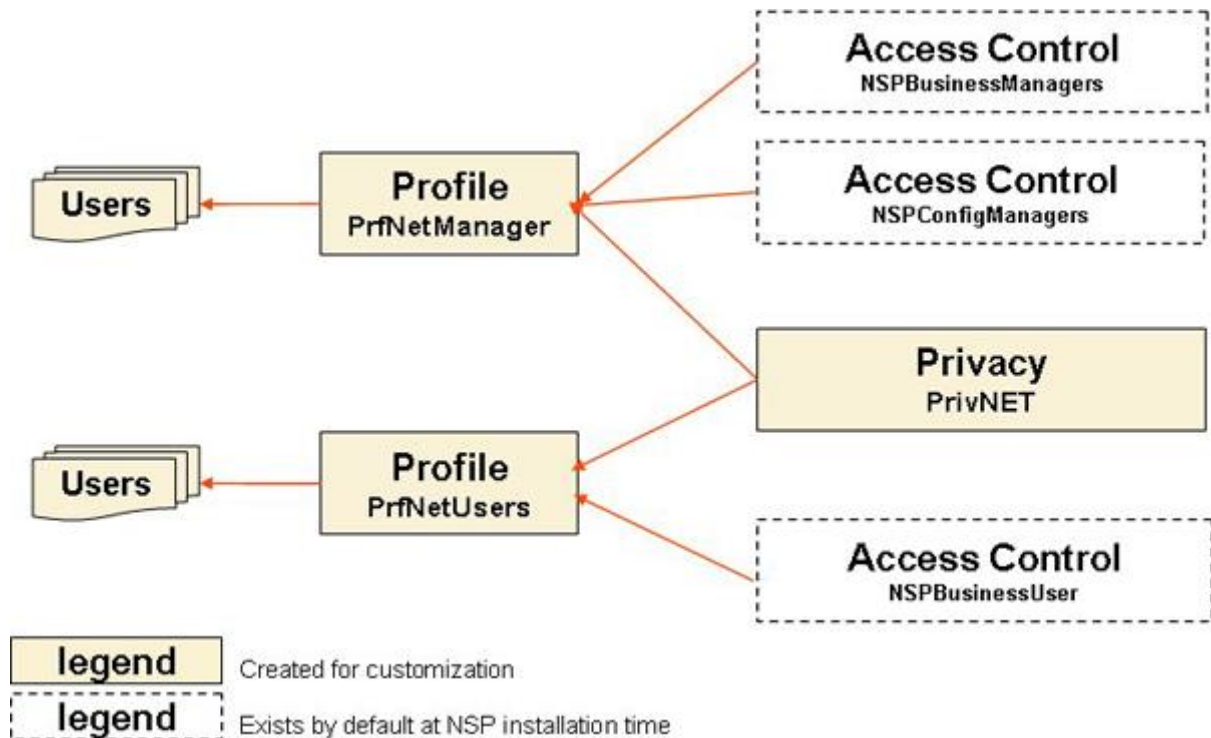 Access Control
NSPBusinessManagers
Users
Profile
PrfNetManager
Access Control
NSPConfigManagers
Privacy
PrivNET
Users
Profile
PrfNetUsers
Access Control
NSPBusinessUser
legend
Created for customization
legend
Exists by default at NSP installation time